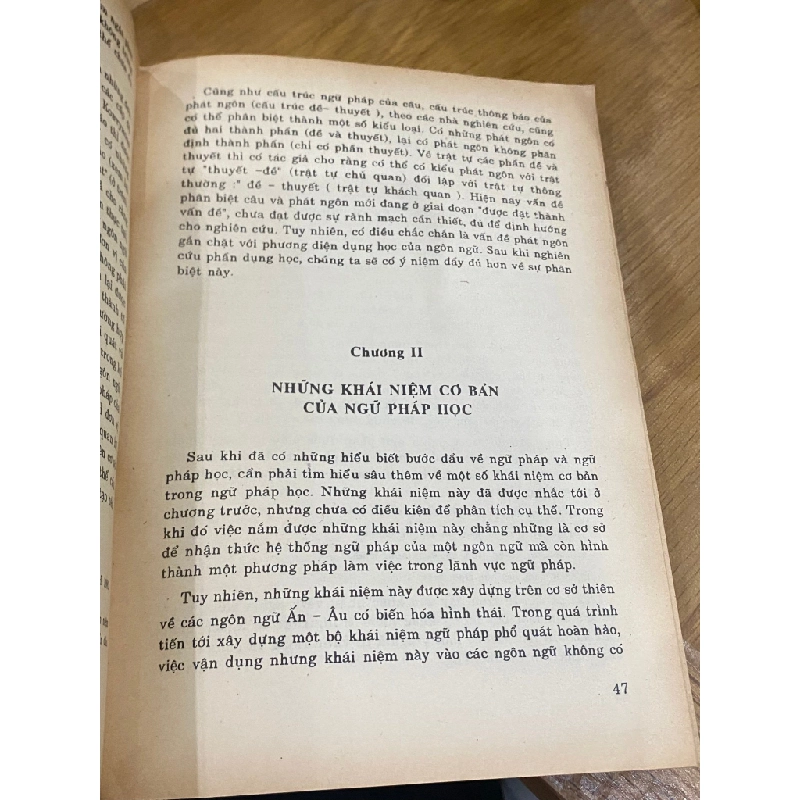 Cũng như cấu trúc ngữ pháp của câu, cấu trúc thông báo của
phát ngôn (cấu trúc đề- thuyết ), theo các nhà nghiên cứu, cũng
có thể phân biệt thành một số kiểu loại. Có những phát ngôn có
đủ hai thành phần (đề và thuyết), lại có phát ngôn không phân
định thành phần (chỉ có phần thuyết). Về trật tự các phần đề và
thuyết thì có tác giả cho rằng có thể có kiểu phát ngôn với trật
tự "thuyết -đề" (trật tự chủ quan) đối lập với trật tự thông
thường :" đề - thuyết ( trật tự khách quan ). Hiện nay vấn đề
phân biệt câu và phát ngôn mới đang ở giai đoạn "được đặt thành
vấn đề", chưa đạt được sự rành mạch cần thiết, đủ để định hướng
cho nghiên cứu. Tuy nhiên, có điều chắc chắn là vấn đề phát ngôn
gắn chặt với phương diện dụng học của ngôn ngữ. Sau khi nghiên
cứu phần dụng học, chúng ta sẽ có ý niệm đầy đủ hơn về sự phân
biệt này.
Chương II
NHỮNG KHÁI NIỆM CƠ BẢN
CỦA NGỮ PHÁP HỌC
Sau khi đã có những hiểu biết bước đầu về ngữ pháp và ngữ
pháp học, cần phải tìm hiểu sâu thêm về một số khái niệm cơ bản
trong ngữ pháp học. Những khái niệm này đã được nhắc tới ở
chương trước, nhưng chưa có điều kiện để phân tích cụ thể. Trong
khi đó việc nắm được những khái niệm này chẳng những là cơ sở
để nhận thức hệ thống ngữ pháp của một ngôn ngữ mà còn hình
thành một phương pháp làm việc trong lãnh vực ngữ pháp.
Tuy nhiên, những khái niệm này được xây dựng trên cơ sở thiên
về các ngôn ngữ Ấn - Âu có biến hóa hình thái. Trong quá trình
tiến tới xây dựng một bộ khái niệm ngữ pháp phổ quát hoàn hảo,
việc vận dụng nhưng khái niệm này vào các ngôn ngữ không có
47